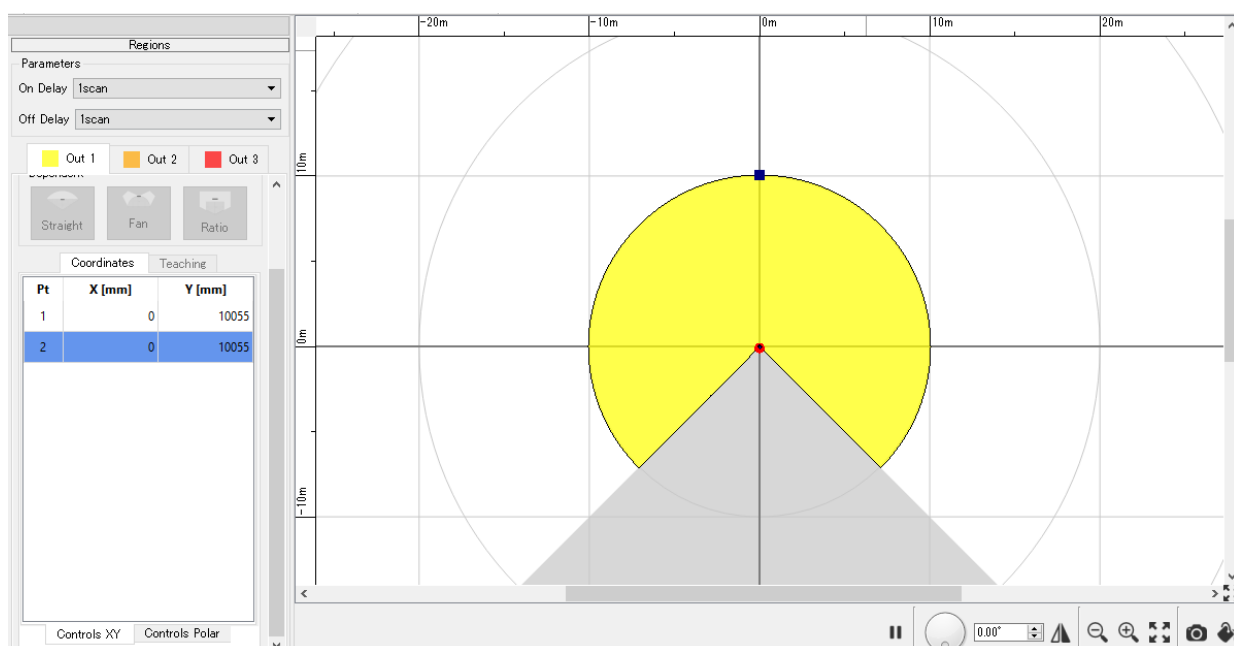 Regions
Parameters
On Delay 1scan
Off Delay 1scan
Out 1 Out 2 Out 3
Dependent
Straight Fan Ratio
Coordinates Teaching
Pt X [mm] Y [mm]
1 0 10055
2 0 10055
Controls XY Controls Polar
-20m -10m 0m 10m 20m
10m
0m
-10m
0.00°